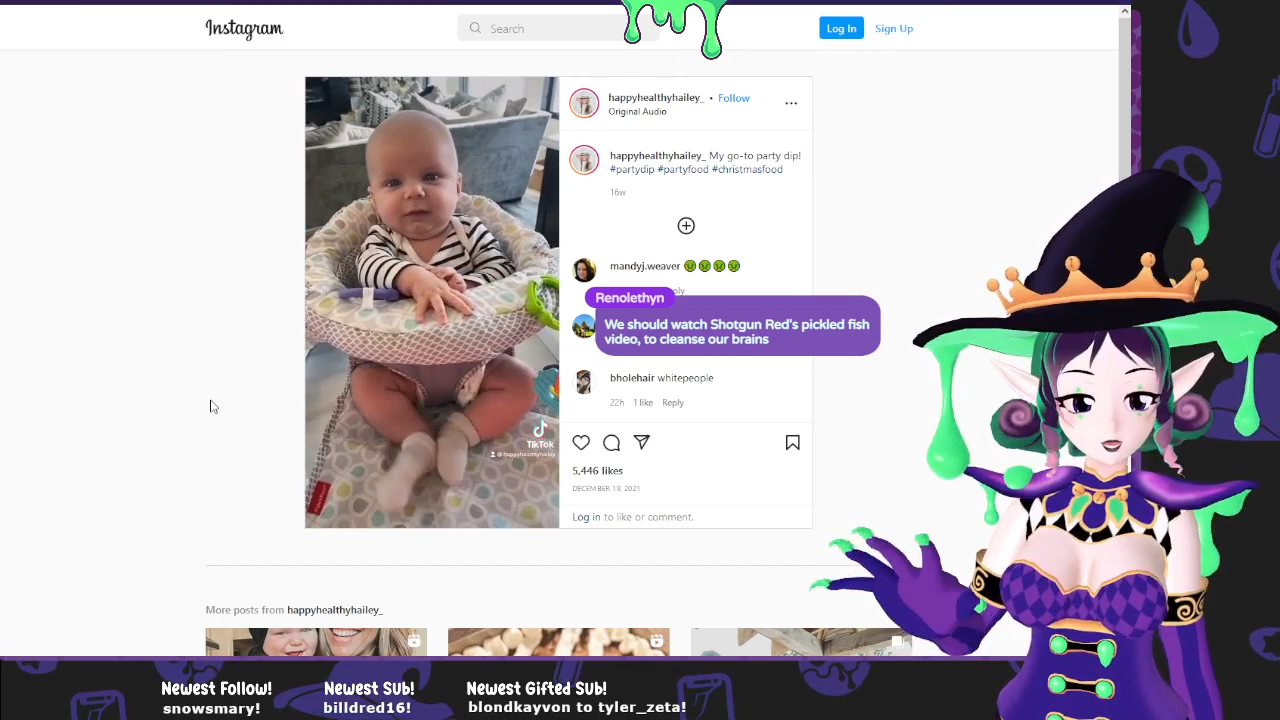 Instagram
Search
Log In
Sign Up
happyhealthyhailey_ • Follow
Original Audio
happyhealthyhailey_ My go-to party dip!
#partydip #partyfood #christmasfood
16w
mandyj.weaver
Renolethyn
We should watch Shotgun Red's pickled fish
video, to cleanse our brains
bholehair whitepeople
22h 1 like Reply
TikTok
@happyhealthyhailey
5,446 likes
DECEMBER 19, 2021
Log in to like or comment.
More posts from happyhealthyhailey_
Newest Follow!
snowsmary!
Newest Sub!
billdred16!
Newest Gifted Sub!
blondkayvon to tyler_zeta!